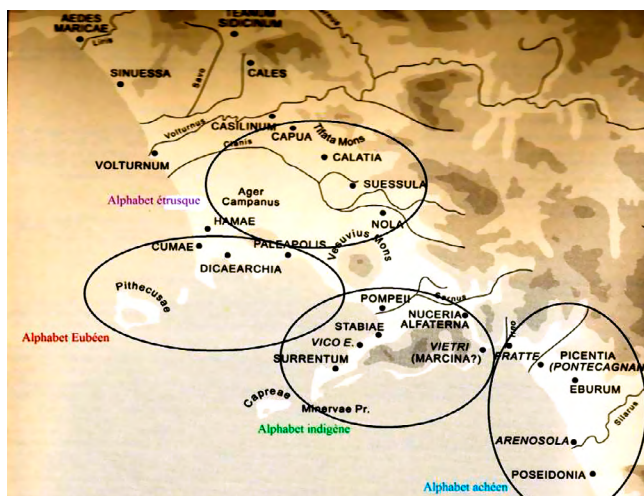 AEDES
MARICAE
Liris
TEANUM
SIDICINUM
SINUESSA
Savo
CALES
Volturnus
CASILINUM
CAPUA
Tifata Mons
Clanis
CALATIA
VOLTURNUM
SUESSULA
Alphabet étrusque
Ager
Campanus
HAMAE
NOLA
CUMAE
PALEAPOLIS
Vesuvius Mons
DICAEARCHIA
Pithecusae
POMPEII
Sarnus
NUCERIA
ALFATERNA
STABIAE
Alphabet Eubéen
VICO E.
VIETRI
(MARCINA?)
FRATTE
PICENTIA
(PONTECAGNAN
SURRENTUM
EBURUM
Capreae
Minervae Pr.
Silarus
Alphabet indigène
ARENOSOLA
POSEIDONIA
Alphabet achéen